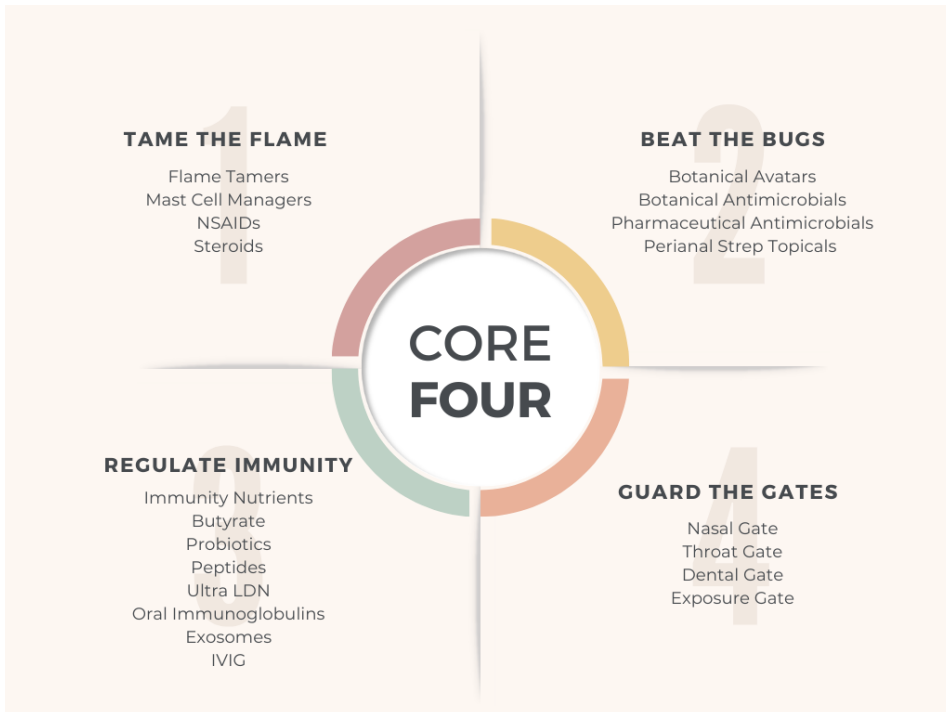 1
TAME THE FLAME
Flame Tamers
Mast Cell Managers
NSAIDs
Steroids
2
BEAT THE BUGS
Botanical Avatars
Botanical Antimicrobials
Pharmaceutical Antimicrobials
Perianal Strep Topicals
CORE
FOUR
3
REGULATE IMMUNITY
Immunity Nutrients
Butyrate
Probiotics
Peptides
Ultra LDN
Oral Immunoglobulins
Exosomes
IVIG
4
GUARD THE GATES
Nasal Gate
Throat Gate
Dental Gate
Exposure Gate